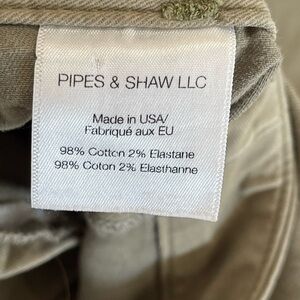 PIPES & SHAW LLC
Made in USA/
Fabriqué aux EU
98% Cotton 2% Elastane
98% Coton 2% Elasthanne